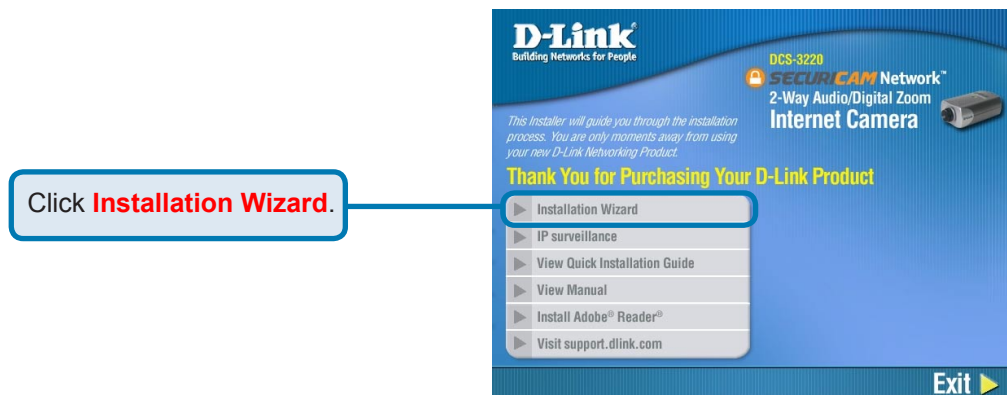 Click Installation Wizard.
D-Link
Building Networks for People
DCS-3220
SECURICAM Network™
2-Way Audio/Digital Zoom
Internet Camera
This Installer will guide you through the installation
process. You are only moments away from using
your new D-Link Networking Product.
Thank You for Purchasing Your D-Link Product
Installation Wizard
IP surveillance
View Quick Installation Guide
View Manual
Install Adobe® Reader®
Visit support.dlink.com
Exit